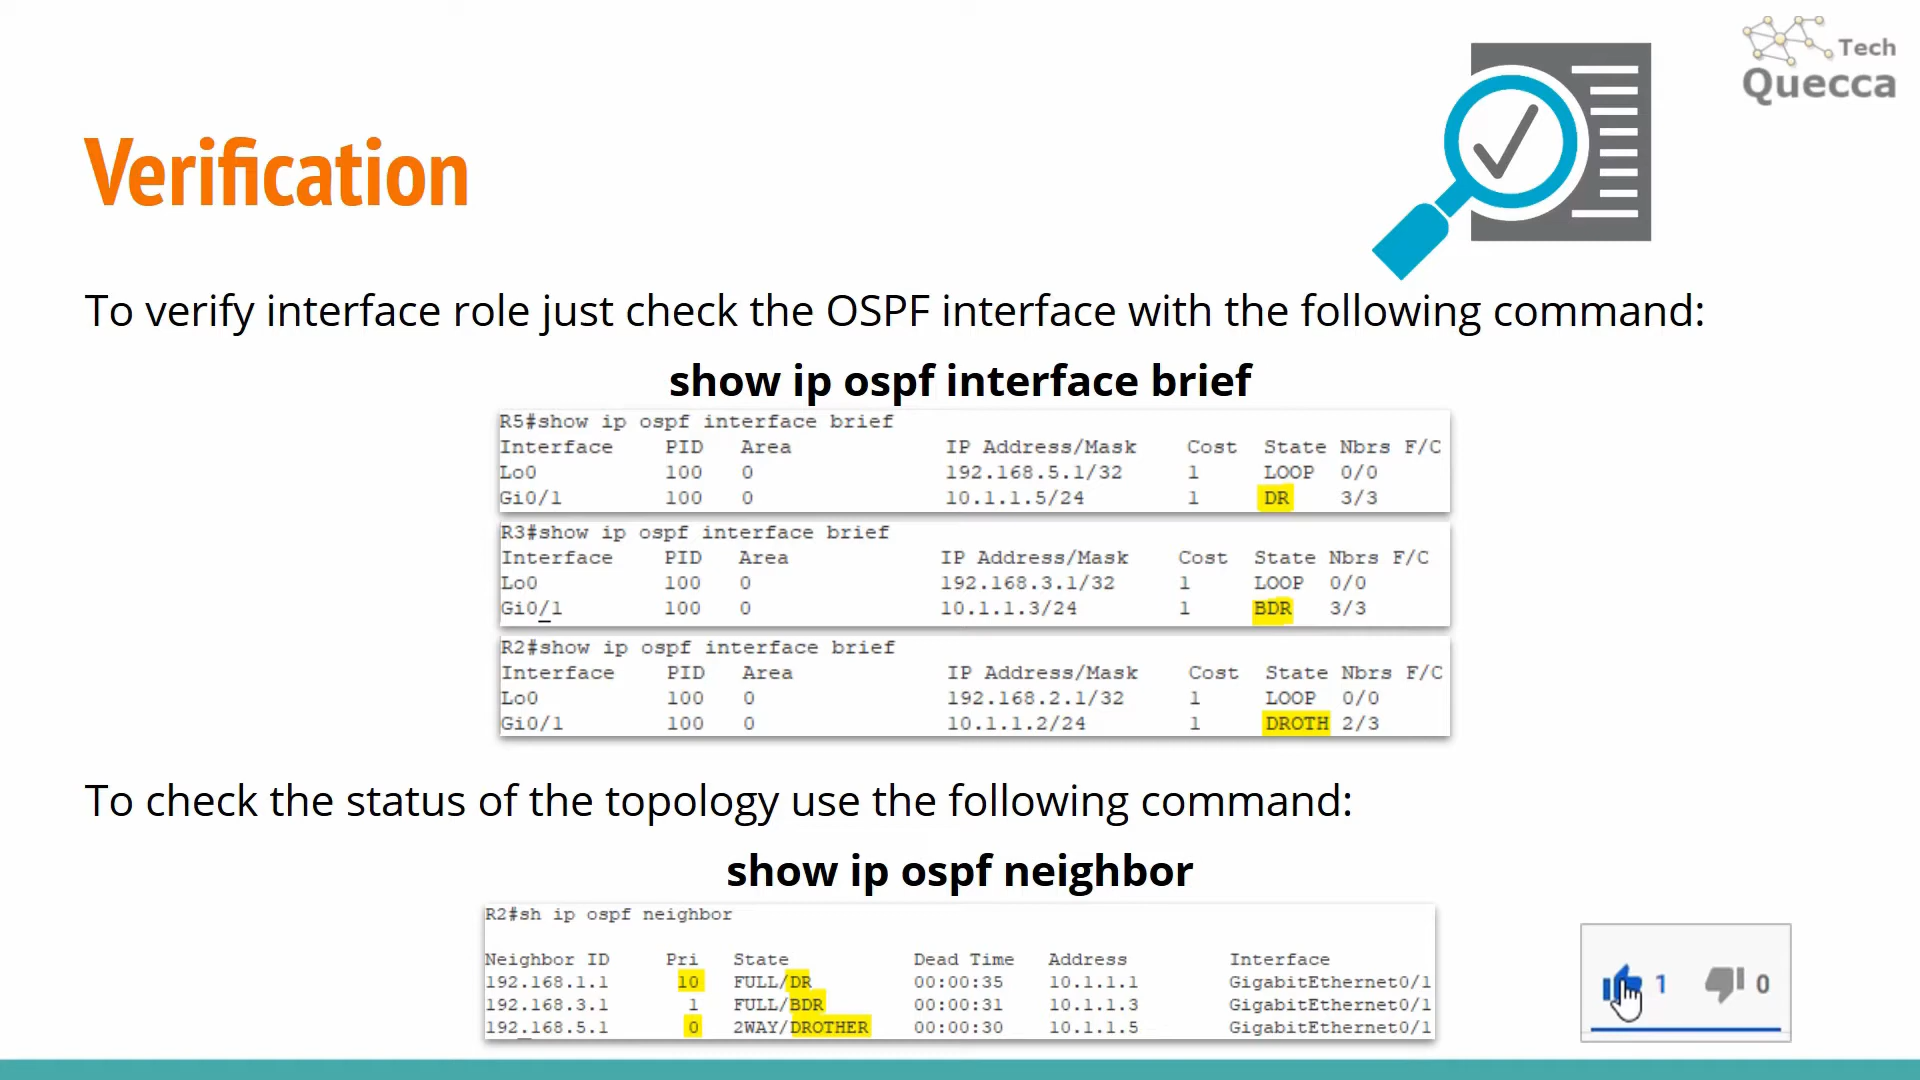 Tech
Quecca
Verification
To verify interface role just check the OSPF interface with the following command:
show ip ospf interface brief
R5#show ip ospf interface brief
Interface PID Area IP Address/Mask Cost State Nbrs F/C
Lo0 100 0 192.168.5.1/32 1 LOOP 0/0
Gi0/1 100 0 10.1.1.5/24 1 DR 3/3
R3#show ip ospf interface brief
Interface PID Area IP Address/Mask Cost State Nbrs F/C
Lo0 100 0 192.168.3.1/32 1 LOOP 0/0
Gi0/1 100 0 10.1.1.3/24 1 BDR 3/3
R2#show ip ospf interface brief
Interface PID Area IP Address/Mask Cost State Nbrs F/C
Lo0 100 0 192.168.2.1/32 1 LOOP 0/0
Gi0/1 100 0 10.1.1.2/24 1 DROTH 2/3
To check the status of the topology use the following command:
show ip ospf neighbor
R2#sh ip ospf neighbor
Neighbor ID Pri State Dead Time Address Interface
192.168.1.1 10 FULL/DR 00:00:35 10.1.1.1 GigabitEthernet0/1
192.168.3.1 1 FULL/BDR 00:00:31 10.1.1.3 GigabitEthernet0/1
192.168.5.1 0 2WAY/DROTHER 00:00:30 10.1.1.5 GigabitEthernet0/1
1 0